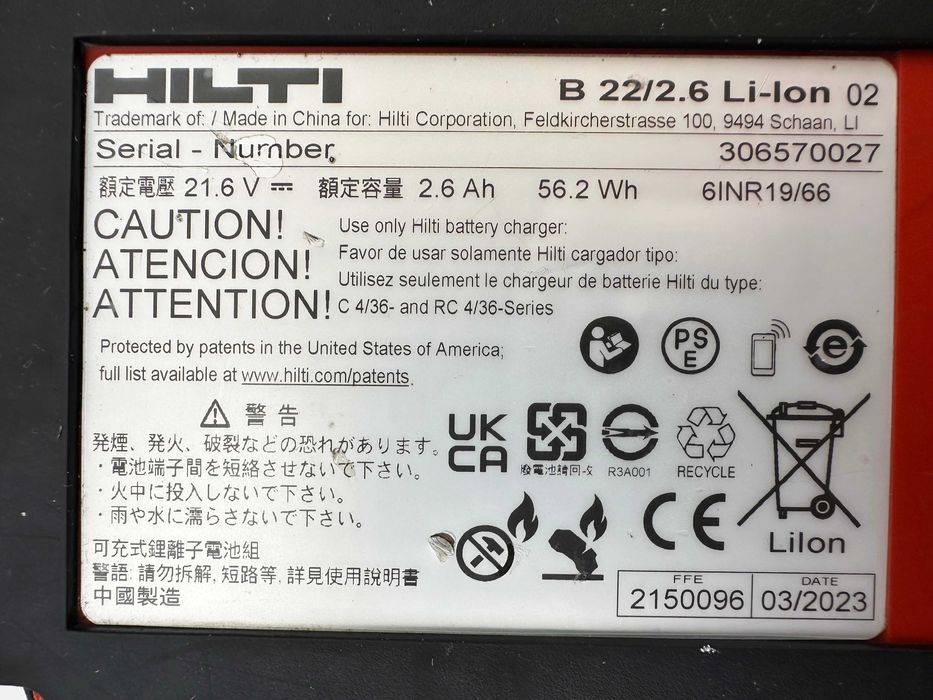 HILTI
B 22/2.6 Li-Ion 02
Trademark of: / Made in China for: Hilti Corporation, Feldkircherstrasse 100, 9494 Schaan, LI
Serial - Number 306570027
額定電壓 21.6 V 額定容量 2.6 Ah 56.2 Wh 6INR19/66
CAUTION! Use only Hilti battery charger:
ATENCION! Favor de usar solamente Hilti cargador tipo:
Utilisez seulement le chargeur de batterie Hilti du type:
ATTENTION! C 4/36- and RC 4/36-Series
Protected by patents in the United States of America;
full list available at www.hilti.com/patents.
PS
E
e
警告
発煙、発火、破裂などの恐れがあります。
・電池端子間を短絡させないで下さい。
・火中に投入しないで下さい。
・雨や水に濡らさないで下さい。
UK
CA
廢電池請回收
R3A001
RECYCLE
CE
LiIon
可充式鋰離子電池組
警語: 請勿拆解, 短路等, 詳見使用說明書
中國製造
FFE DATE
2150096 03/2023